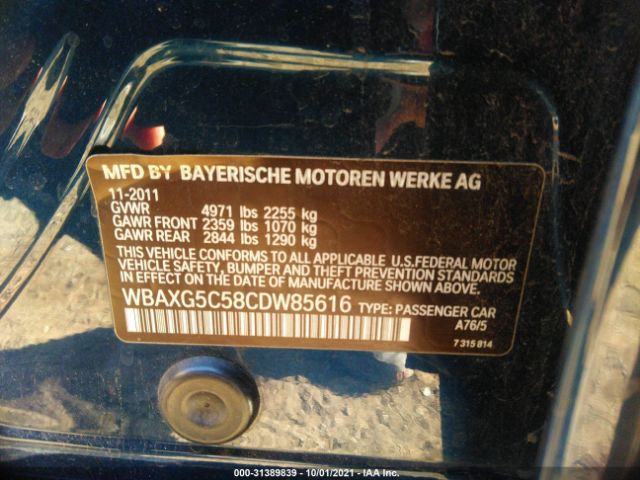 MFD BY BAYERISCHE MOTOREN WERKE AG
11-2011
GVWR 4971 lbs 2255 kg
GAWR FRONT 2359 lbs 1070 kg
GAWR REAR 2844 lbs 1290 kg
THIS VEHICLE CONFORMS TO ALL APPLICABLE U.S.FEDERAL MOTOR
VEHICLE SAFETY, BUMPER AND THEFT PREVENTION STANDARDS
IN EFFECT ON THE DATE OF MANUFACTURE SHOWN ABOVE.
WBAXG5C58CDW85616 TYPE: PASSENGER CAR
A76/5
7 315 814
000-31389839 - 10/01/2021 - IAA Inc.